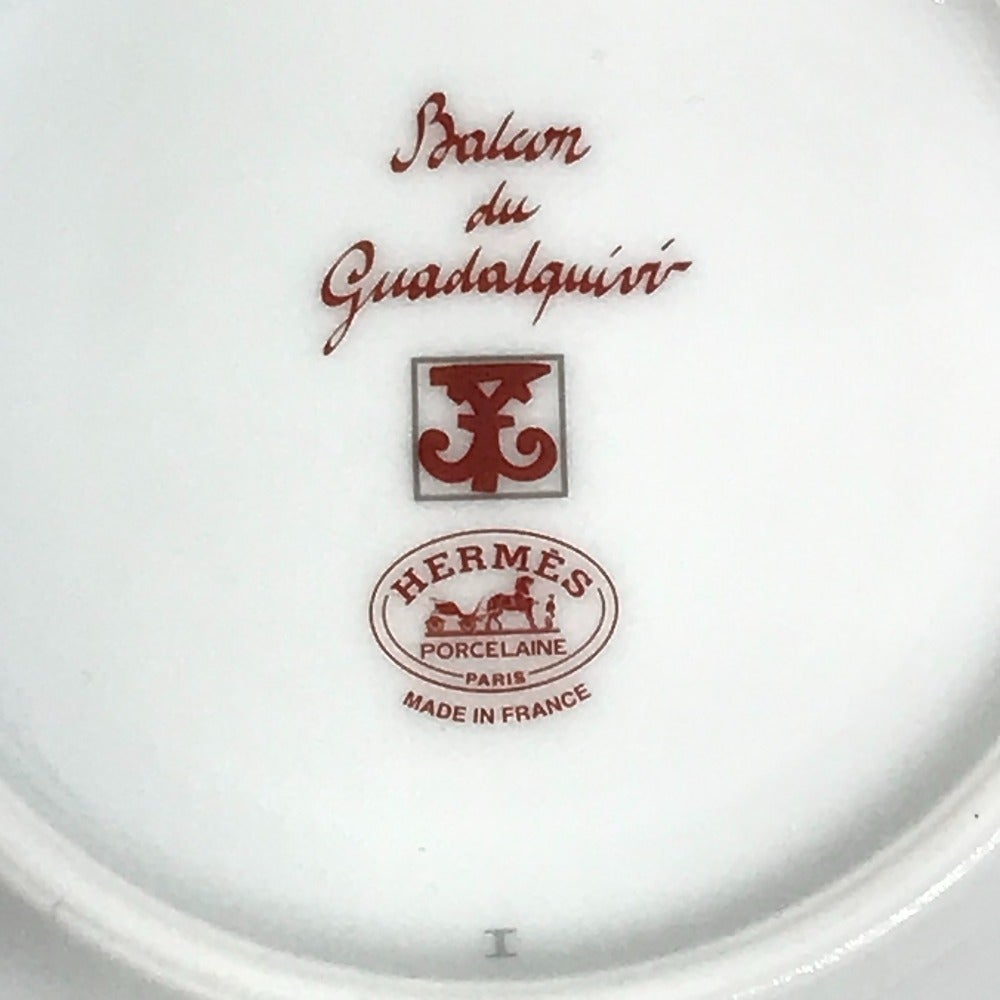 Balcon
du
Guadalquivir
HERMÈS
PORCELAINE
PARIS
MADE IN FRANCE
I